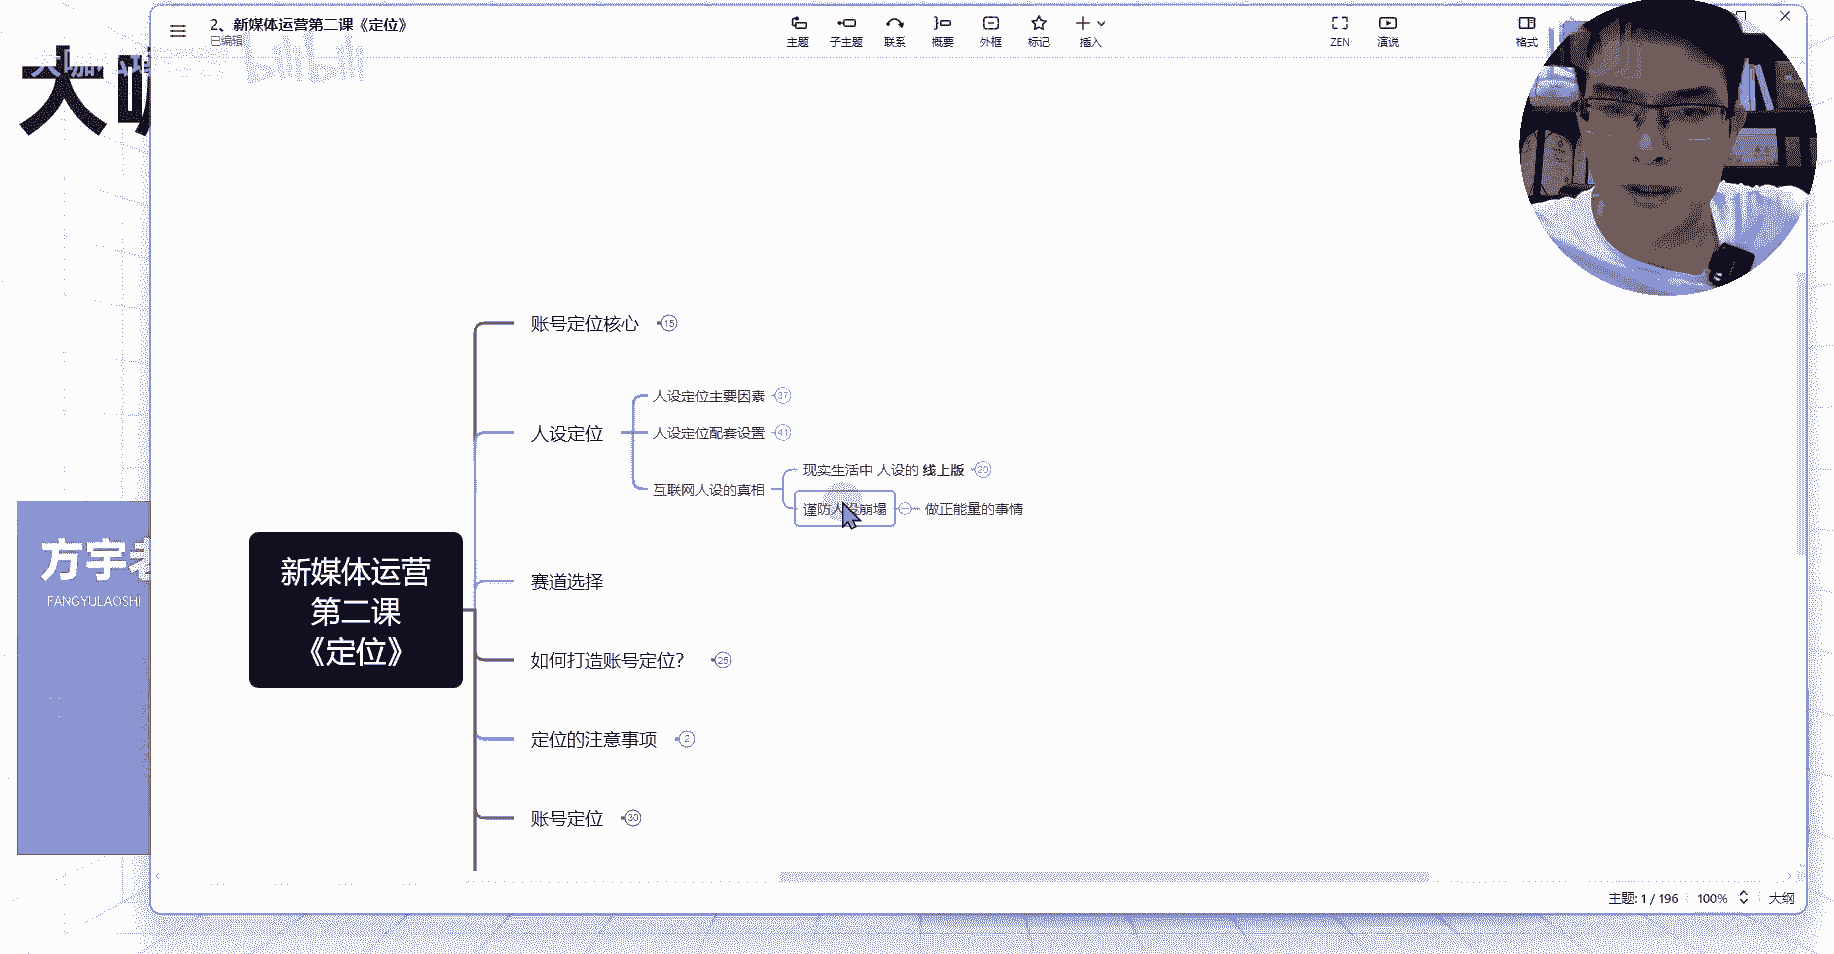 2、新媒体运营第二课《定位》
已编辑
bilibili
主题
子主题
联系
概要
外框
标记
插入
ZEN
演说
格式
大咖
账号定位核心
15
人设定位主要因素
37
人设定位
人设定位配套设置
41
现实生活中 人设的 线上版
20
互联网人设的真相
谨防人设崩塌
做正能量的事情
方宇老
FANGYULAOSHI
新媒体运营
第二课
《定位》
赛道选择
如何打造账号定位？
25
定位的注意事项
2
账号定位
30
主题: 1 / 196
100%
大纲